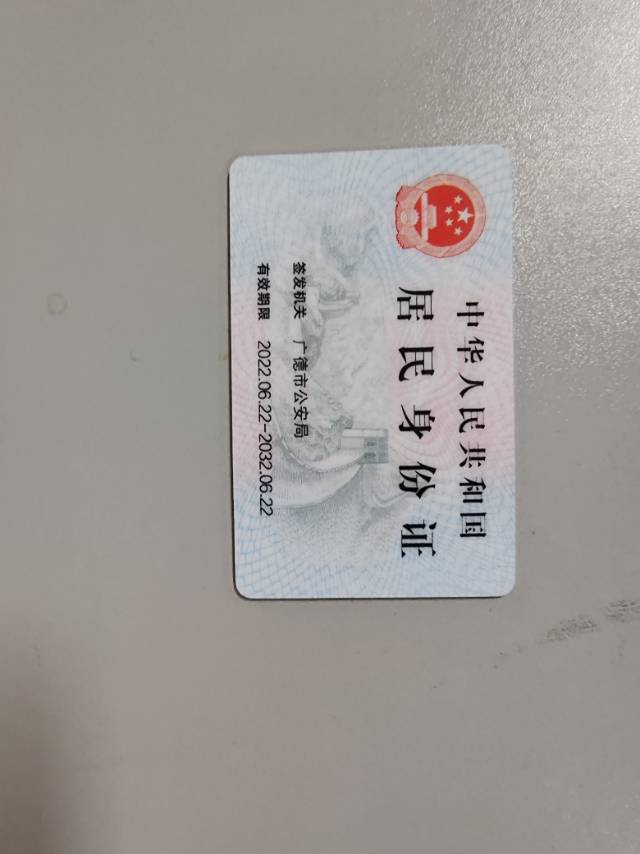 中华人民共和国
居民身份证
签发机关 广德市公安局
有效期限 2022.06.22-2032.06.22